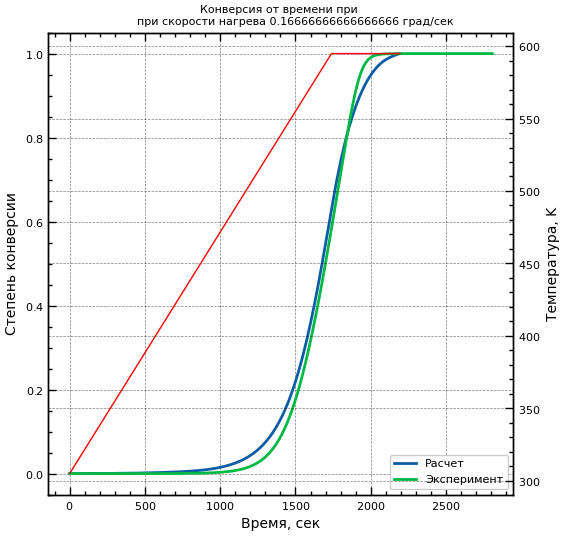 Конверсия от времени при
при скорости нагрева 0.16666666666666666 град/сек
1.0
0.8
0.6
0.4
0.2
0.0
Степень конверсии
600
550
500
450
400
350
300
Температура, K
Расчет
Эксперимент
0 500 1000 1500 2000 2500
Время, сек